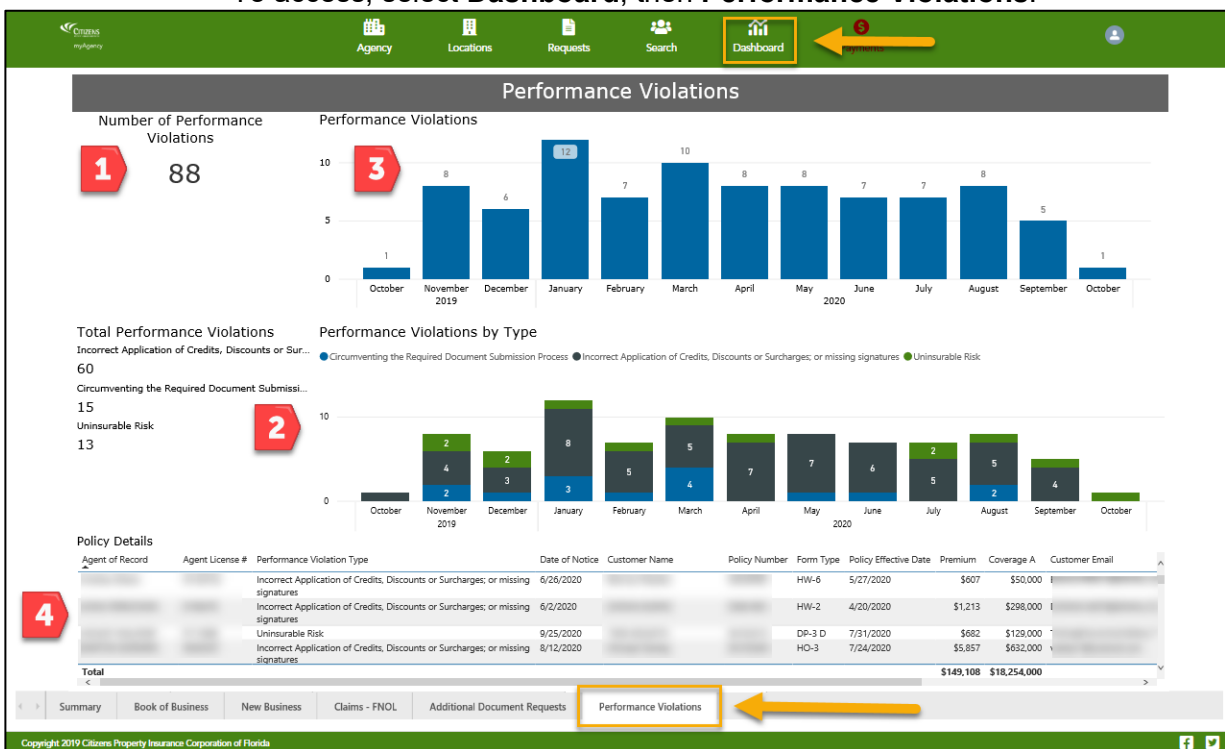 To access, select Dashboard, then Performance Violations.
CITIZENS
myAgency
Agency
Locations
Requests
Search
Dashboard
Payments
Performance Violations
Number of Performance
Violations
1
88
Performance Violations
3
10
5
0
1
8
6
12
7
10
8
8
7
7
8
5
1
October November December January February March April May June July August September October
2019 2020
Total Performance Violations
Incorrect Application of Credits, Discounts or Sur...
60
Circumventing the Required Document Submissi...
15
Uninsurable Risk
13
2
Performance Violations by Type
Circumventing the Required Document Submission Process Incorrect Application of Credits, Discounts or Surcharges; or missing signatures Uninsurable Risk
10
0
2
4
2
2
3
8
3
5
5
4
7
7
6
2
5
5
2
4
October November December January February March April May June July August September October
2019 2020
Policy Details
Agent of Record Agent License # Performance Violation Type Date of Notice Customer Name Policy Number Form Type Policy Effective Date Premium Coverage A Customer Email
4
Incorrect Application of Credits, Discounts or Surcharges; or missing 6/26/2020 HW-6 5/27/2020 $607 $50,000
signatures
Incorrect Application of Credits, Discounts or Surcharges; or missing 6/2/2020 HW-2 4/20/2020 $1,213 $298,000
signatures
Uninsurable Risk 9/25/2020 DP-3 D 7/31/2020 $682 $129,000
Incorrect Application of Credits, Discounts or Surcharges; or missing 8/12/2020 HO-3 7/24/2020 $5,857 $632,000
signatures
Total $149,108 $18,254,000
Summary Book of Business New Business Claims - FNOL Additional Document Requests Performance Violations
Copyright 2019 Citizens Property Insurance Corporation of Florida